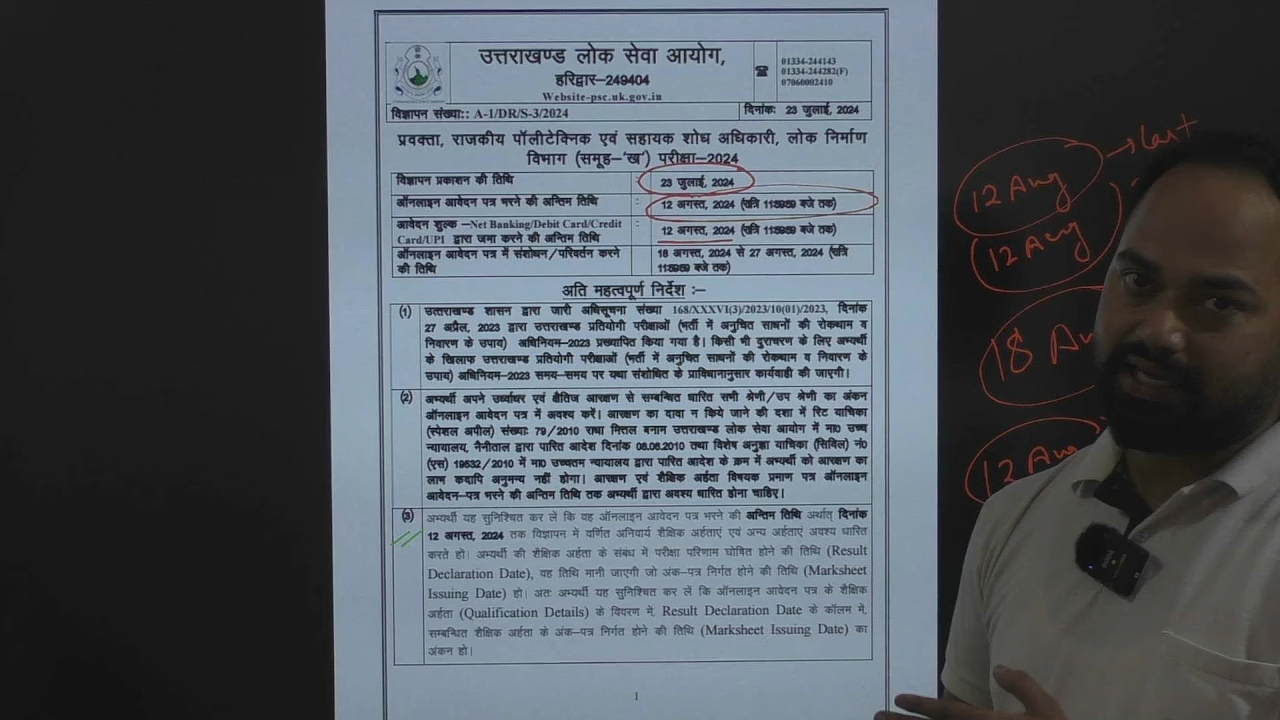 उत्तराखण्ड लोक सेवा आयोग,
हरिद्वार–249404
Website-psc.uk.gov.in
01334-244143
01334-244282(F)
07060002410
विज्ञापन संख्याः: A-1/DR/S-3/2024
दिनांकः 23 जुलाई, 2024
प्रवक्ता, राजकीय पॉलीटेक्निक एवं सहायक शोध अधिकारी, लोक निर्माण
विभाग (समूह–‘ख’) परीक्षा–2024
विज्ञापन प्रकाशन की तिथि : 23 जुलाई, 2024
ऑनलाइन आवेदन पत्र भरने की अन्तिम तिथि : 12 अगस्त, 2024 (रात्रि 115959 बजे तक)
आवेदन शुल्क –Net Banking/Debit Card/Credit
Card/UPI द्वारा जमा करने की अन्तिम तिथि
: 12 अगस्त, 2024 (रात्रि 115959 बजे तक)
ऑनलाइन आवेदन पत्र में संशोधन/परिवर्तन करने
की तिथि
18 अगस्त, 2024 से 27 अगस्त, 2024 (रात्रि
115959 बजे तक)
अति महत्वपूर्ण निर्देश :–
(1) उत्तराखण्ड शासन द्वारा जारी अधिसूचना संख्या 168/XXXVI(3)/2023/10(01)/2023, दिनांक
27 अप्रैल, 2023 द्वारा उत्तराखण्ड प्रतियोगी परीक्षाओं (भर्ती में अनुचित साधनों की रोकथाम व
निवारण के उपाय) अधिनियम–2023 प्रख्यापित किया गया है। किसी भी दुराचरण के लिए अभ्यर्थी
के खिलाफ उत्तराखण्ड प्रतियोगी परीक्षाओं (भर्ती में अनुचित साधनों की रोकथाम व निवारण के
उपाय) अधिनियम–2023 समय–समय पर यथा संशोधित के प्राविधानानुसार कार्यवाही की जाएगी।
(2) अभ्यर्थी अपने उर्ध्वाधर एवं क्षैतिज आरक्षण से सम्बन्धित धारित सभी श्रेणी/उप श्रेणी का अंकन
ऑनलाइन आवेदन पत्र में अवश्य करें। आरक्षण का दावा न किये जाने की दशा में रिट याचिका
(स्पेशल अपील) संख्याः 79/2010 राधा मित्तल बनाम उत्तराखण्ड लोक सेवा आयोग में मा0 उच्च
न्यायालय, नैनीताल द्वारा पारित आदेश दिनांक 08.06.2010 तथा विशेष अनुज्ञा याचिका (सिविल) नं0
(एस) 19532/2010 में मा0 उच्चतम न्यायालय द्वारा पारित आदेश के क्रम में अभ्यर्थी को आरक्षण का
लाभ कदापि अनुमन्य नहीं होगा। आरक्षण एवं शैक्षिक अर्हता विषयक प्रमाण पत्र ऑनलाइन
आवेदन–पत्र भरने की अन्तिम तिथि तक अभ्यर्थी द्वारा अवश्य धारित होना चाहिए।
(3) अभ्यर्थी यह सुनिश्चित कर लें कि वह ऑनलाइन आवेदन पत्र भरने की अन्तिम तिथि अर्थात् दिनांक
12 अगस्त, 2024 तक विज्ञापन में वर्णित अनिवार्य शैक्षिक अर्हताएं एवं अन्य अर्हताएं अवश्य धारित
करते हो। अभ्यर्थी की शैक्षिक अर्हता के संबंध में परीक्षा परिणाम घोषित होने की तिथि (Result
Declaration Date), वह तिथि मानी जाएगी जो अंक–पत्र निर्गत होने की तिथि (Marksheet
Issuing Date) हो। अतः अभ्यर्थी यह सुनिश्चित कर लें कि ऑनलाइन आवेदन पत्र के शैक्षिक
अर्हता (Qualification Details) के विवरण में, Result Declaration Date के कॉलम में,
सम्बन्धित शैक्षिक अर्हता के अंक–पत्र निर्गत होने की तिथि (Marksheet Issuing Date) का
अंकन हो।
1
12 Aug → Last
12 Aug
18 Au
12 Aug